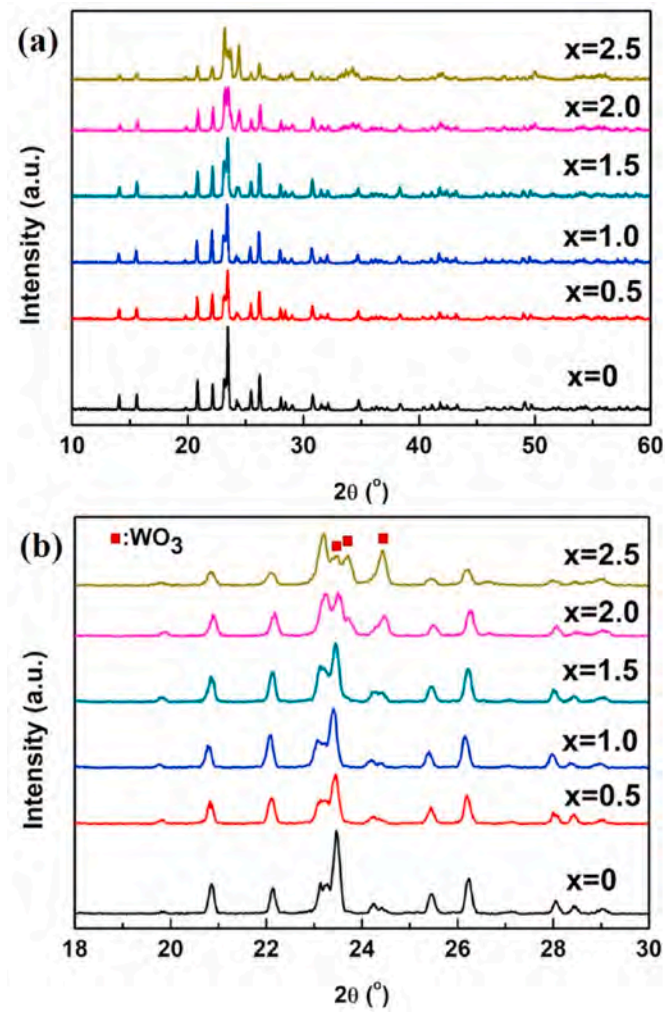 (a)
x=2.5
x=2.0
x=1.5
x=1.0
x=0.5
x=0
Intensity (a.u.)
10 20 30 40 50 60
2θ (°)
(b)
■:WO3
x=2.5
x=2.0
x=1.5
x=1.0
x=0.5
x=0
Intensity (a.u.)
18 20 22 24 26 28 30
2θ (°)